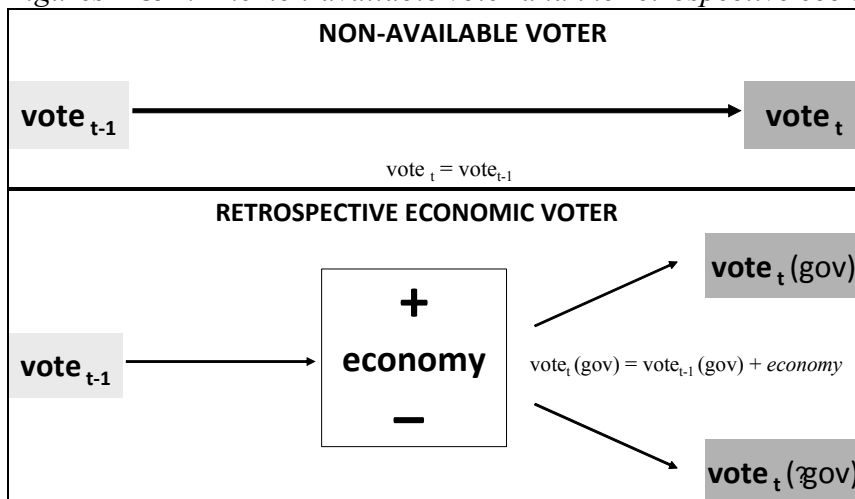 NON-AVAILABLE VOTER
vote t-1
vote t
vote t = vote t-1
RETROSPECTIVE ECONOMIC VOTER
vote t (gov)
+
vote t-1
economy
vote t (gov) = vote t-1 (gov) + economy
–
vote t (?gov)